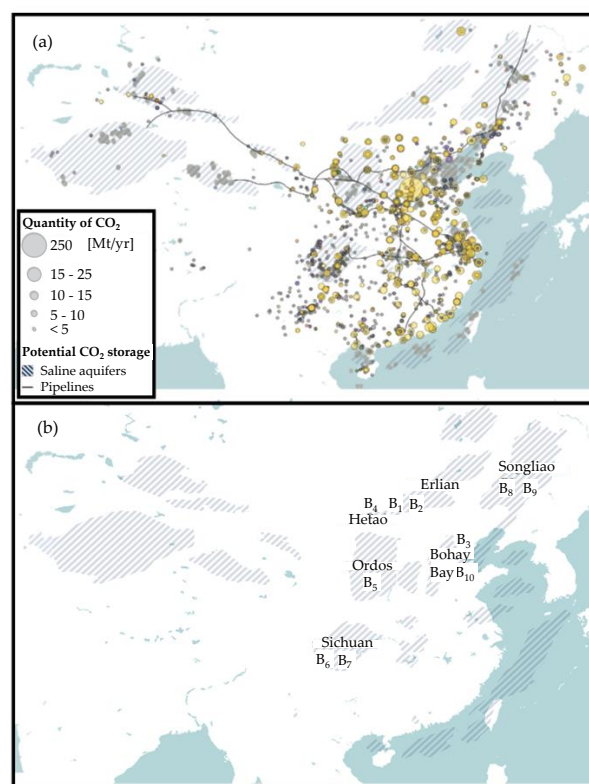 (a)
Quantity of CO₂
250 [Mt/yr]
15 - 25
10 - 15
5 - 10
< 5
Potential CO₂ storage
Saline aquifers
Pipelines
(b)
Songliao
Erlian
B₈ B₉
B₄ B₁ B₂
Hetao
B₃
Bohay
Ordos
Bay B₁₀
B₅
Sichuan
B₆ B₇